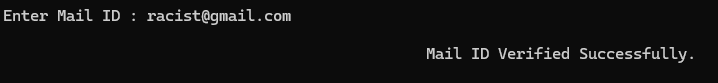 Enter Mail ID : racist@gmail.com
Mail ID Verified Successfully.